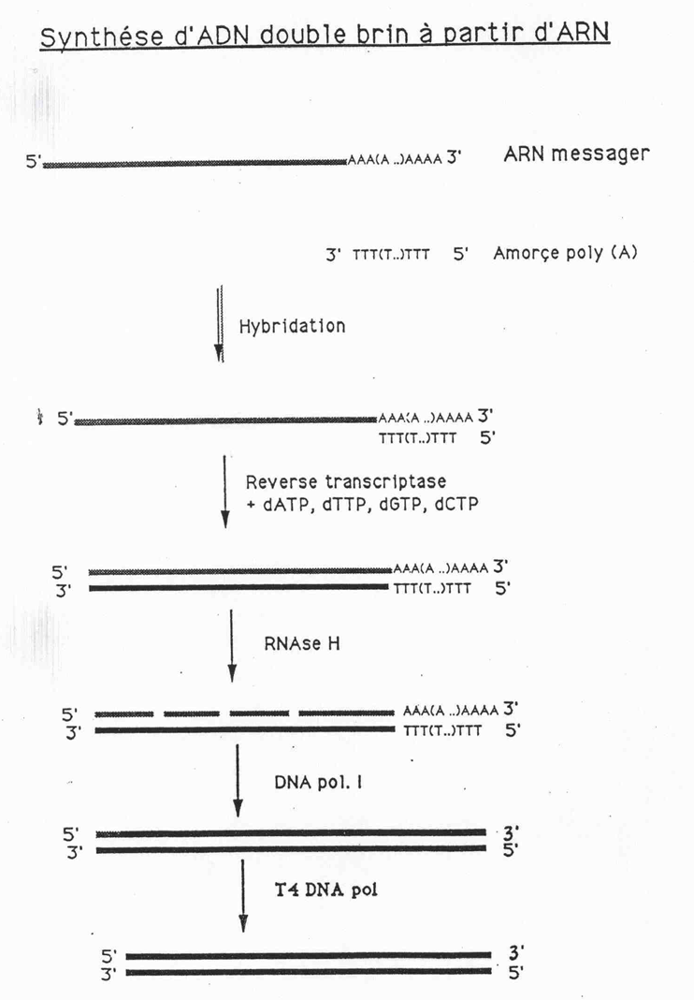 Synthése d'ADN double brin à partir d'ARN
5' AAA(A ..)AAAA 3' ARN messager
3' TTT(T..)TTT 5' Amorçe poly (A)
Hybridation
5' AAA(A ..)AAAA 3'
TTT(T..)TTT 5'
Reverse transcriptase
+ dATP, dTTP, dGTP, dCTP
5' AAA(A ..)AAAA 3'
3' TTT(T..)TTT 5'
RNAse H
5' AAA(A ..)AAAA 3'
3' TTT(T..)TTT 5'
DNA pol. I
5' 3'
3' 5'
T4 DNA pol
5' 3'
3' 5'